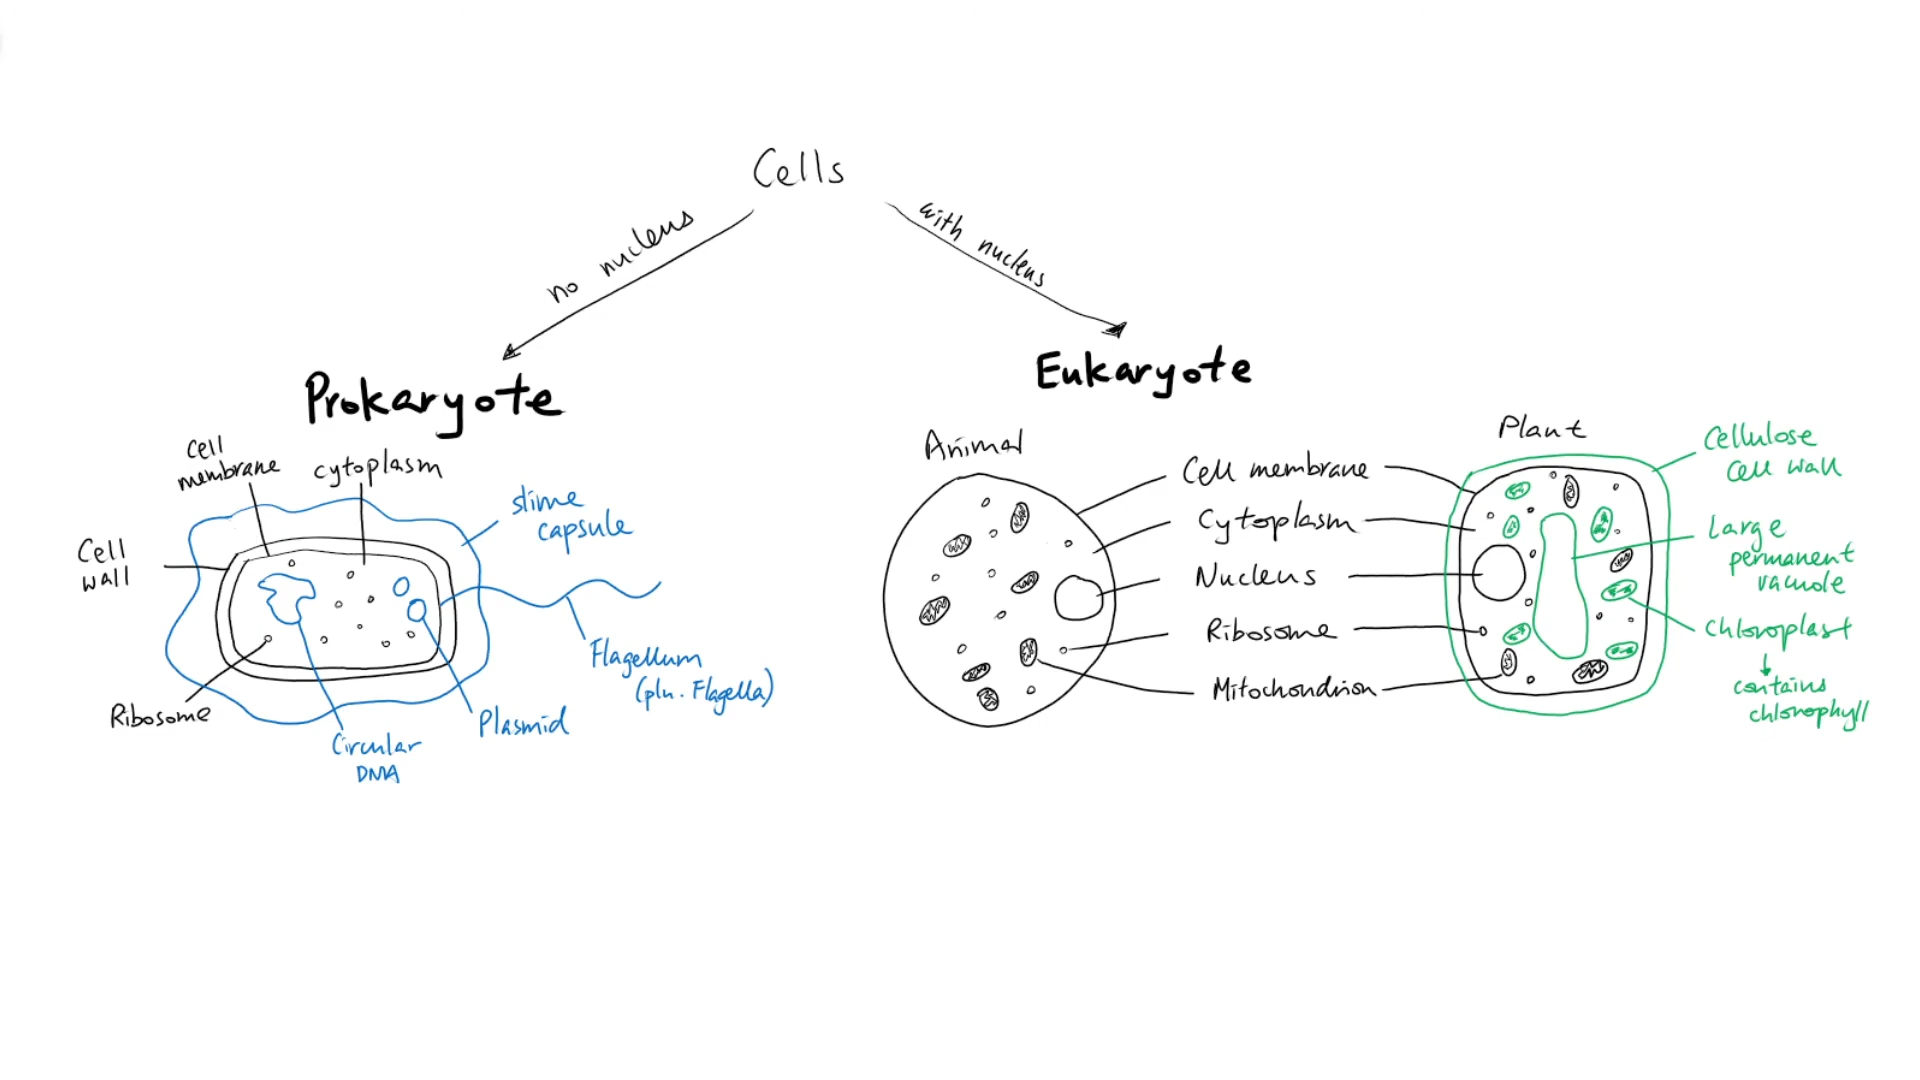 Cells
no nucleus
with nucleus
Prokaryote
Eukaryote
Cell
membrane
cytoplasm
slime
capsule
Cell
wall
Flagellum
(plu. Flagella)
Ribosome
Circular
DNA
Plasmid
Animal
Plant
Cell membrane
Cytoplasm
Nucleus
Ribosome
Mitochondrion
Cellulose
Cell wall
Large
permanent
vacuole
Chloroplast
contains
chlorophyll